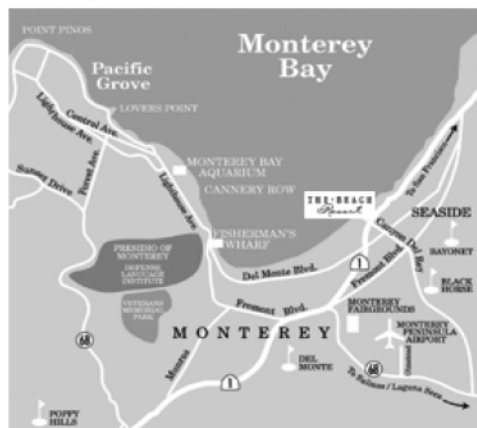 POINT PINOS
Monterey
Bay
Pacific
Grove
LOVERS POINT
Central Ave.
Lighthouse Ave.
Forest Ave.
Sunset Drive
MONTEREY BAY
AQUARIUM
CANNERY ROW
Lighthouse Ave.
To San Francisco
THE BEACH
Resort
SEASIDE
FISHERMAN'S
WHARF
Canyon Del Rey
BAYONET
PRESIDIO OF
MONTEREY
DEFENSE
LANGUAGE
INSTITUTE
Del Monte Blvd.
1
Fremont Blvd.
BLACK
HORSE
VETERANS
MEMORIAL
PARK
Fremont Blvd.
MONTEREY
FAIRGROUNDS
MONTEREY
MONTEREY
PENINSULA
AIRPORT
68
Munras
DEL
MONTE
Olmsted
68
1
To Salinas / Laguna Seca
POPPY
HILLS